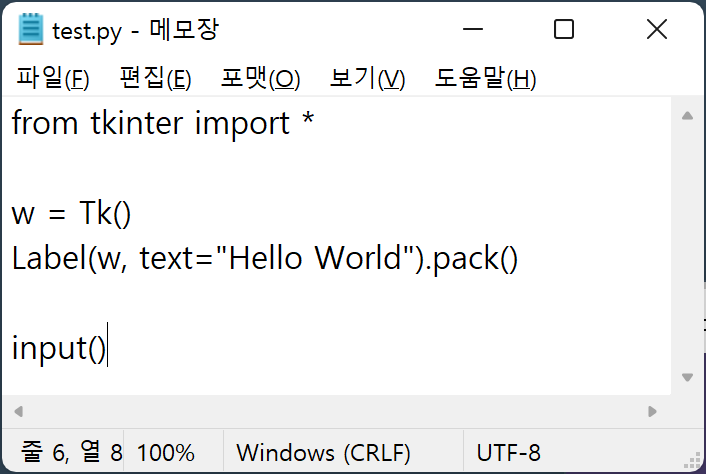 test.py - 메모장
파일(F) 편집(E) 포맷(O) 보기(V) 도움말(H)
from tkinter import *
w = Tk()
Label(w, text="Hello World").pack()
input()
줄 6, 열 8 100% Windows (CRLF) UTF-8